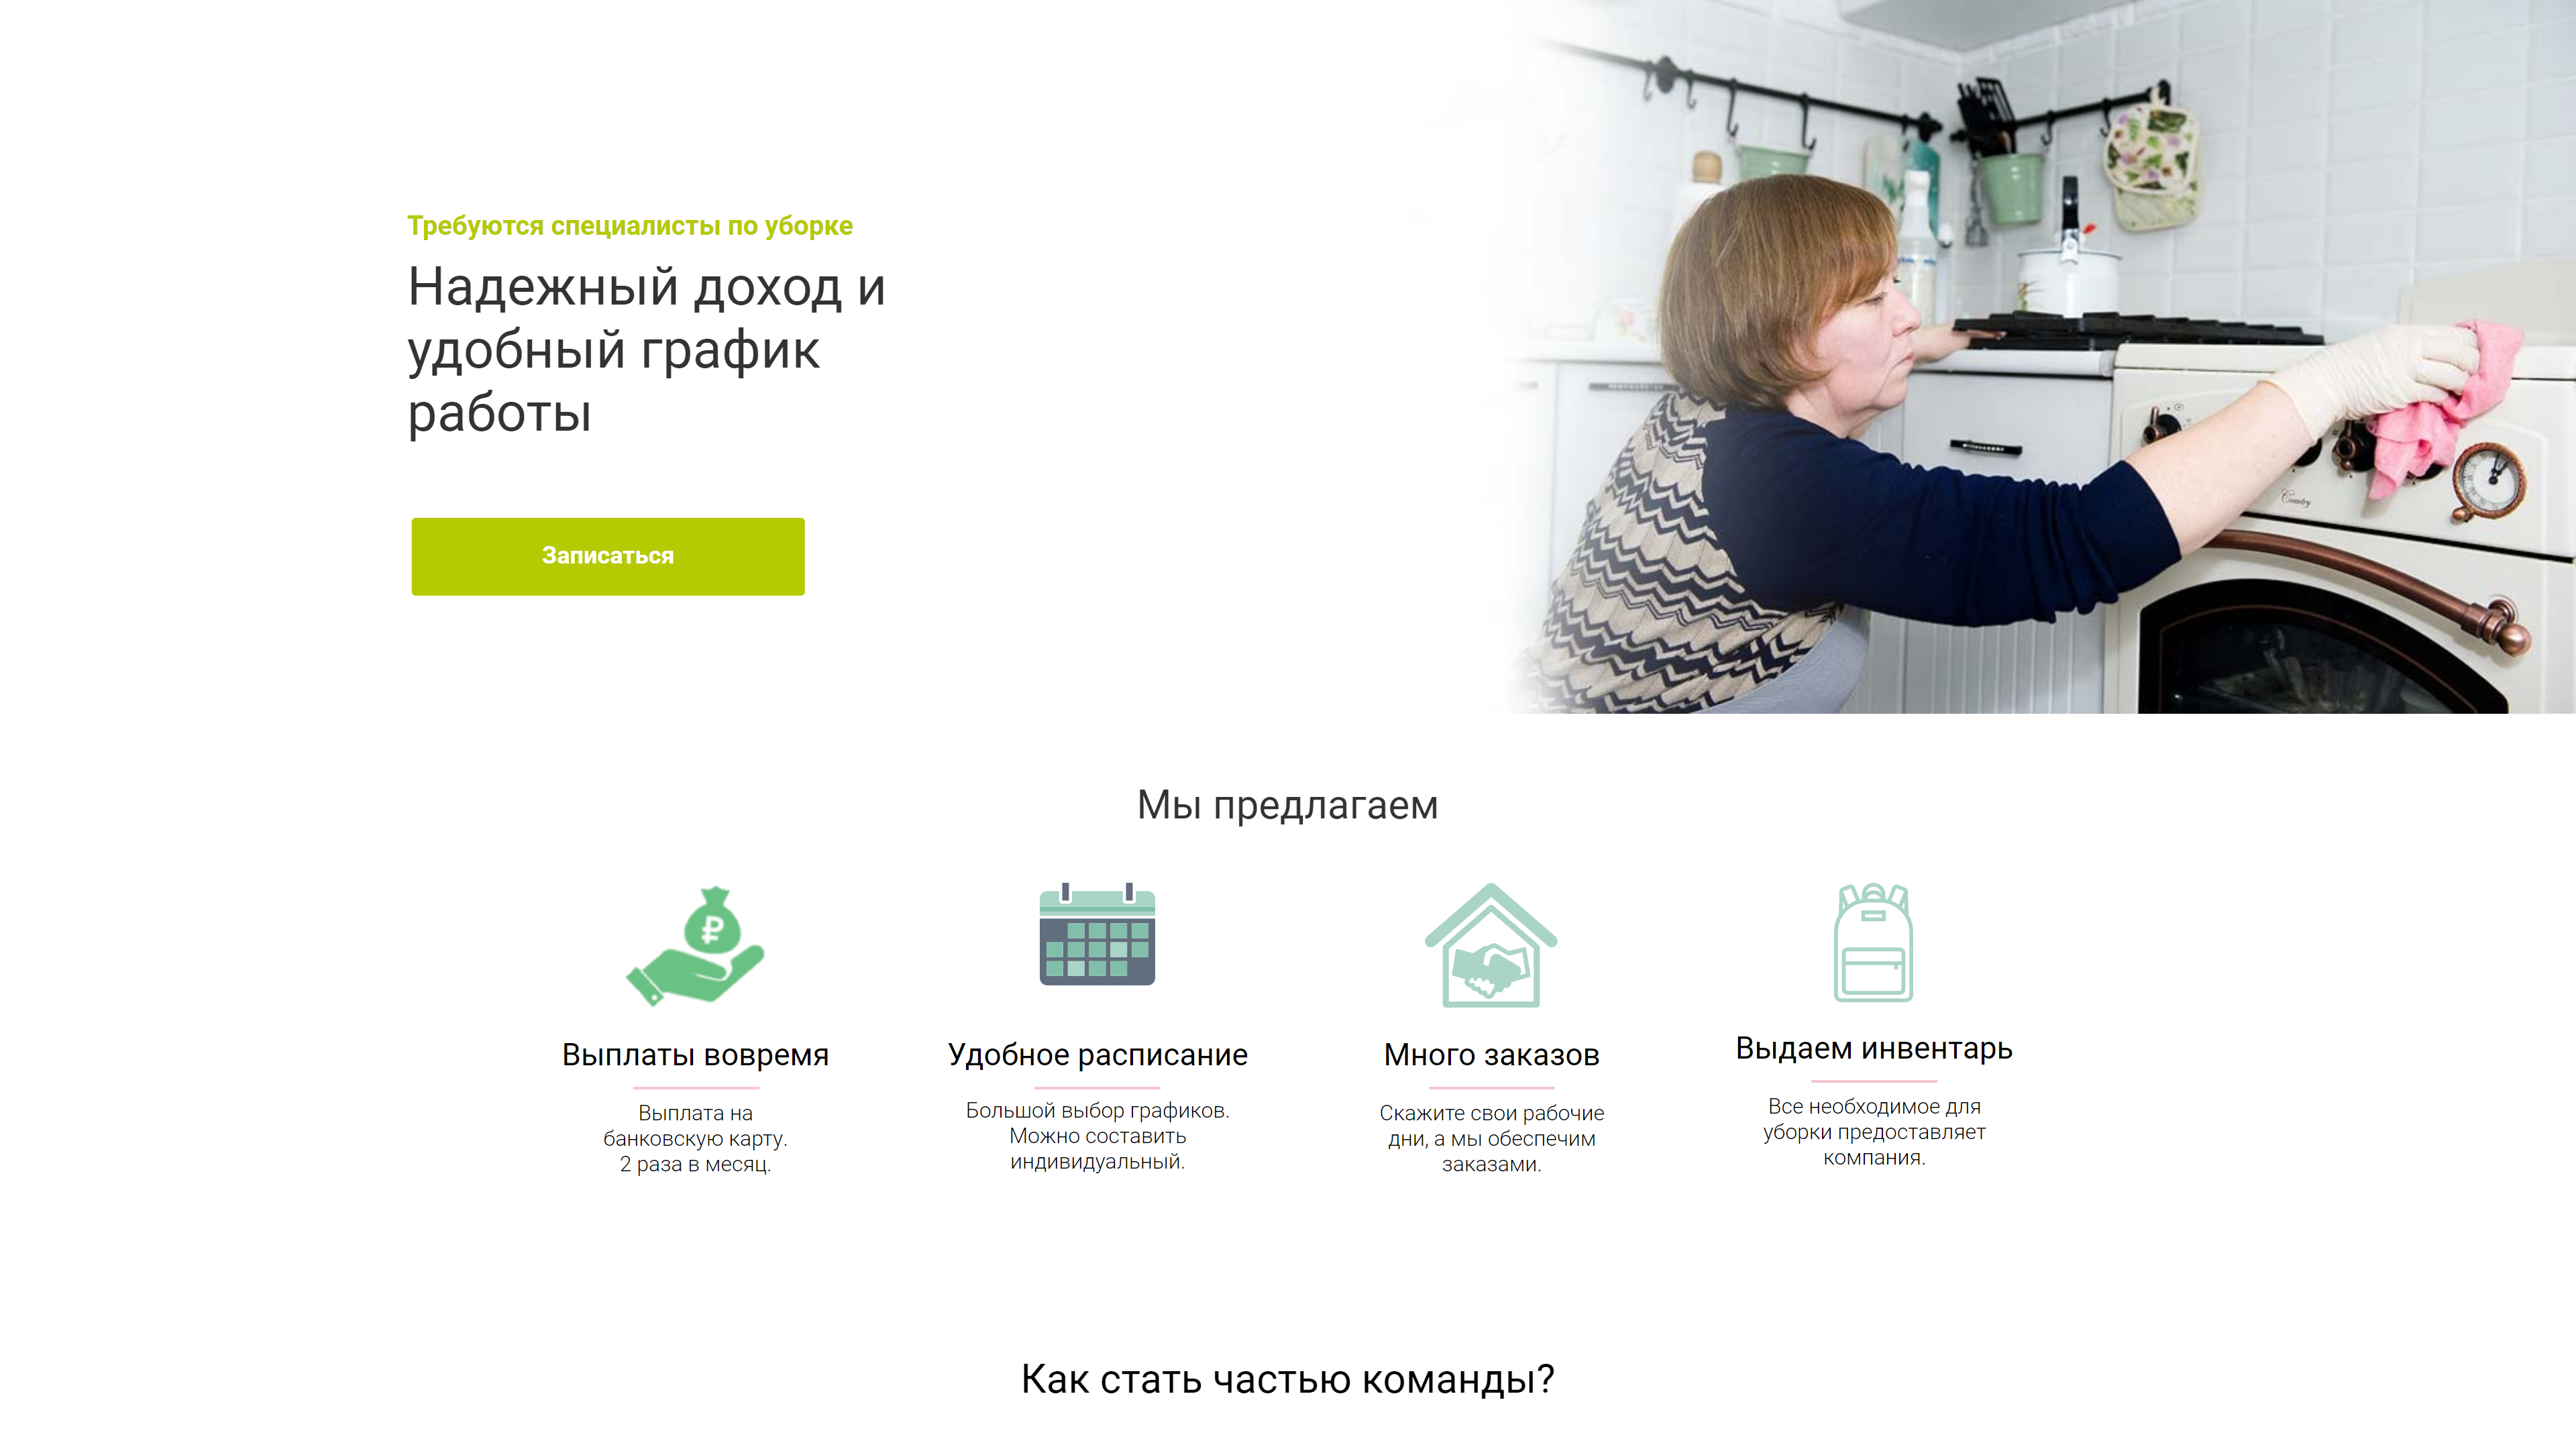 Требуются специалисты по уборке
Надежный доход и
удобный график
работы
Записаться
Country
Мы предлагаем
Выплаты вовремя
Выплата на
банковскую карту.
2 раза в месяц.
Удобное расписание
Большой выбор графиков.
Можно составить
индивидуальный.
Много заказов
Скажите свои рабочие
дни, а мы обеспечим
заказами.
Выдаем инвентарь
Все необходимое для
уборки предоставляет
компания.
Как стать частью команды?